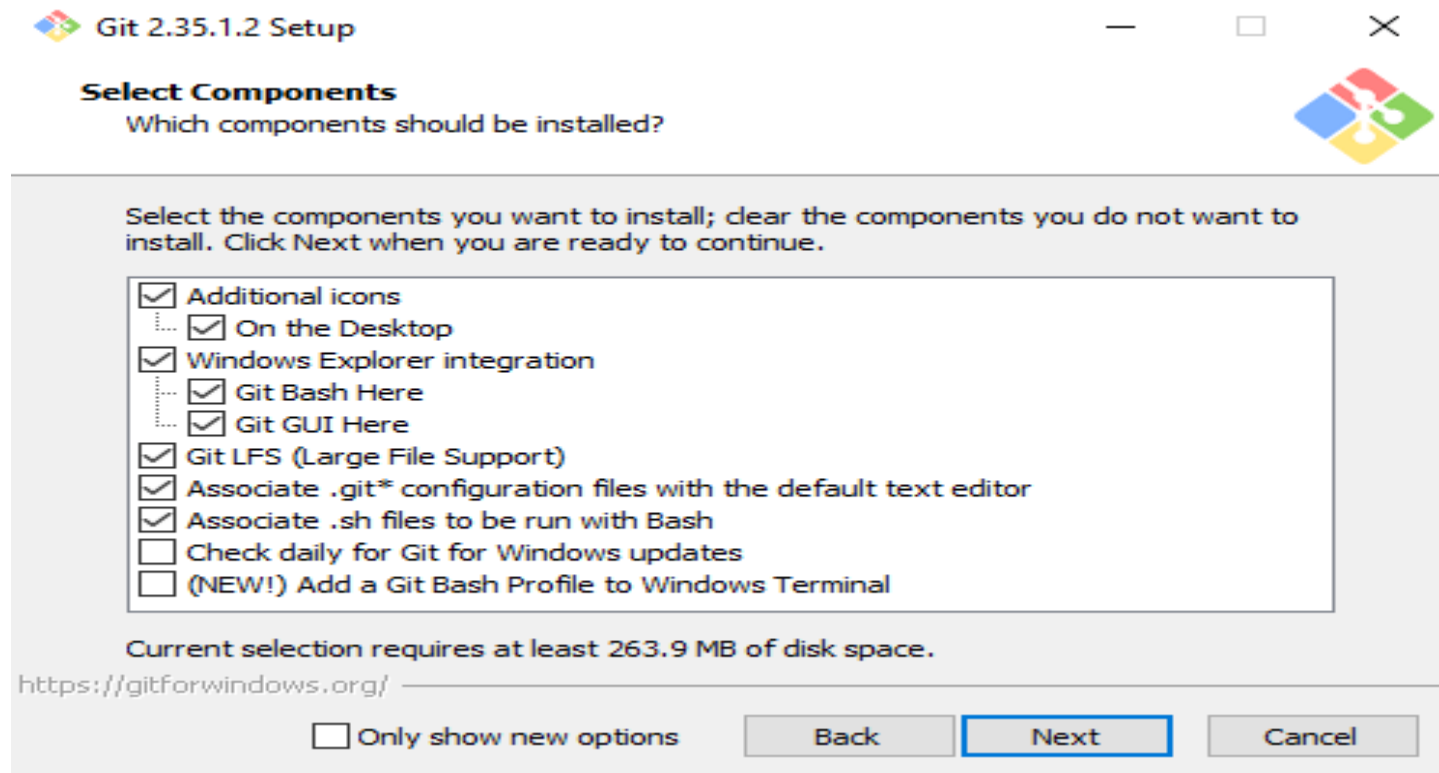 Git 2.35.1.2 Setup
Select Components
Which components should be installed?
Select the components you want to install; clear the components you do not want to
install. Click Next when you are ready to continue.
Additional icons
On the Desktop
Windows Explorer integration
Git Bash Here
Git GUI Here
Git LFS (Large File Support)
Associate .git* configuration files with the default text editor
Associate .sh files to be run with Bash
Check daily for Git for Windows updates
(NEW!) Add a Git Bash Profile to Windows Terminal
Current selection requires at least 263.9 MB of disk space.
https://gitforwindows.org/
Only show new options
Back
Next
Cancel